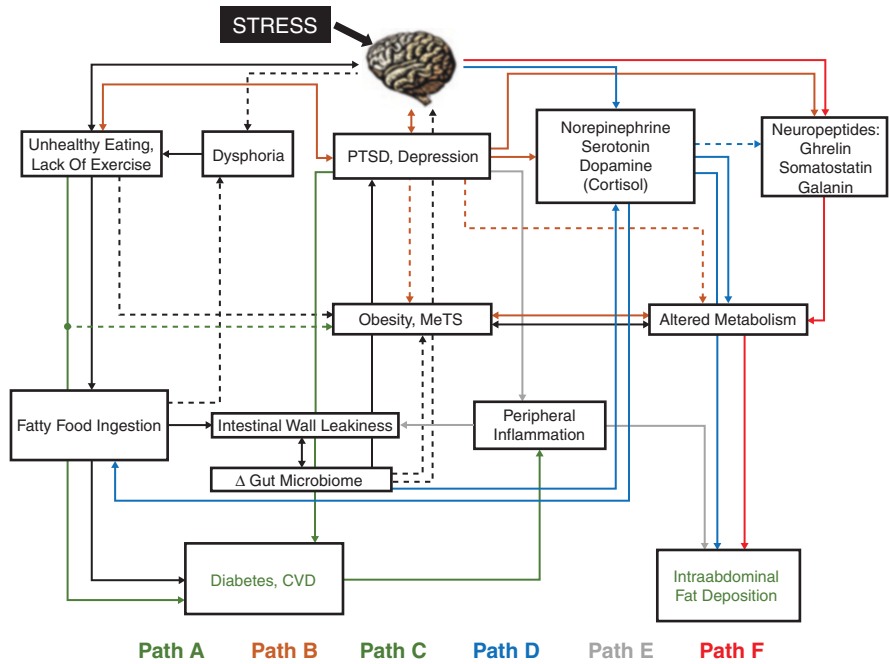 STRESS
Unhealthy Eating,
Lack Of Exercise
Dysphoria
PTSD, Depression
Norepinephrine
Serotonin
Dopamine
(Cortisol)
Neuropeptides:
Ghrelin
Somatostatin
Galanin
Obesity, MeTS
Altered Metabolism
Fatty Food Ingestion
Intestinal Wall Leakiness
Peripheral
Inflammation
Δ Gut Microbiome
Diabetes, CVD
Intraabdominal
Fat Deposition
Path A Path B Path C Path D Path E Path F